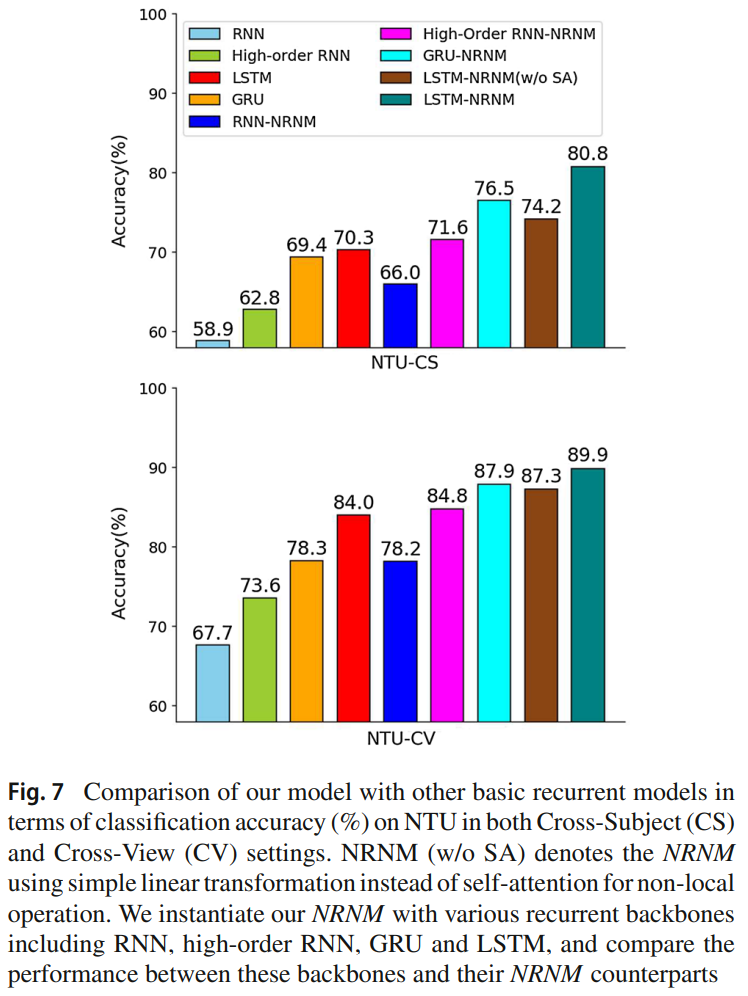 100
90
80
70
60
Accuracy(%)
RNN
High-order RNN
LSTM
GRU
RNN-NRNM
High-Order RNN-NRNM
GRU-NRNM
LSTM-NRNM(w/o SA)
LSTM-NRNM
58.9
62.8
69.4
70.3
66.0
71.6
76.5
74.2
80.8
NTU-CS
100
90
80
70
60
Accuracy(%)
67.7
73.6
78.3
84.0
78.2
84.8
87.9
87.3
89.9
NTU-CV
Fig. 7 Comparison of our model with other basic recurrent models in
terms of classification accuracy (%) on NTU in both Cross-Subject (CS)
and Cross-View (CV) settings. NRNM (w/o SA) denotes the NRNM
using simple linear transformation instead of self-attention for non-local
operation. We instantiate our NRNM with various recurrent backbones
including RNN, high-order RNN, GRU and LSTM, and compare the
performance between these backbones and their NRNM counterparts